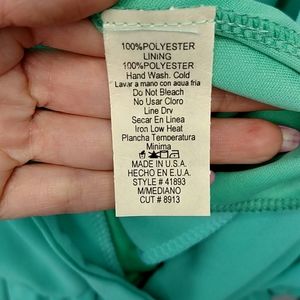 100%POLYESTER
LINING
100%POLYESTER
Hand Wash. Cold
Lavar a mano con aqua fria
Do Not Bleach
No Usar Cloro
Line Dry
Secar En Linea
Iron Low Heat
Plancha Temperatura
Minima
MADE IN U.S.A.
HECHO EN E.U.A.
STYLE # 41893
M/MEDIANO
CUT # 8913